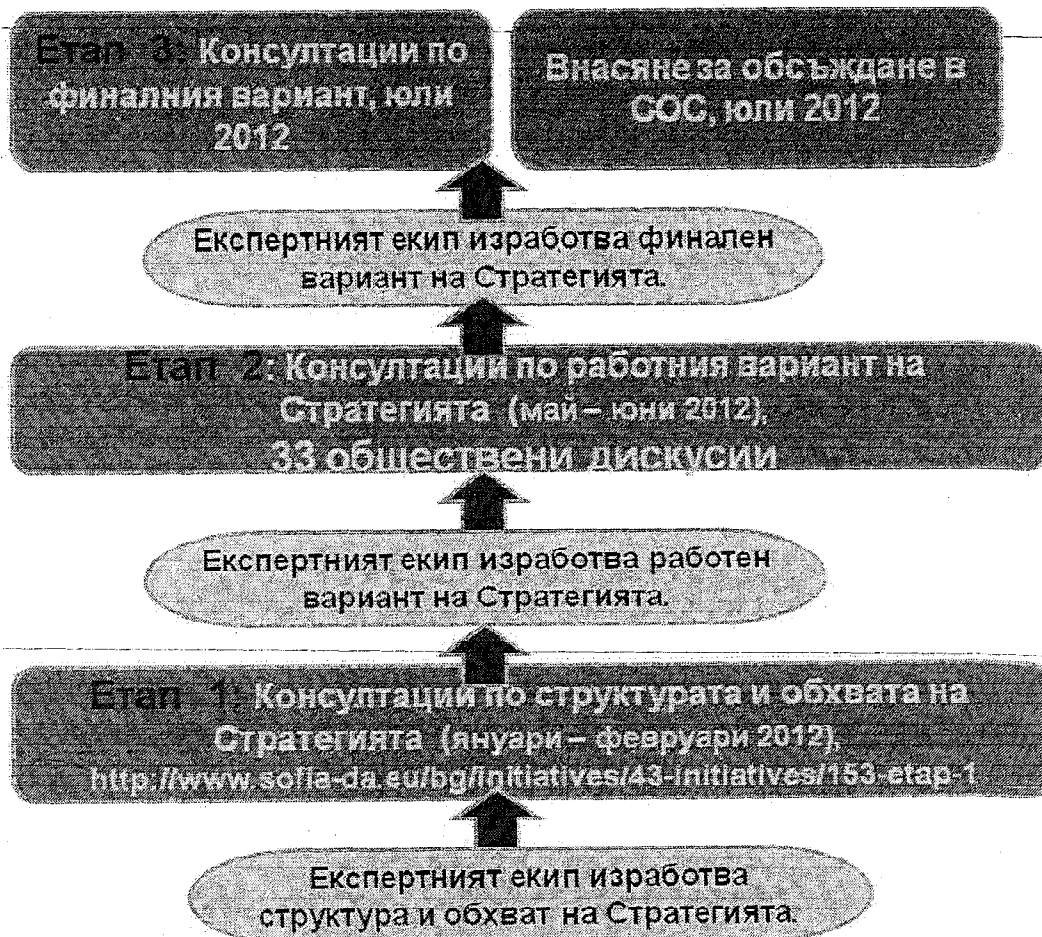 Етап 3: Консултации по
финалния вариант, юли
2012
Внасяне за обсъждане в
СОС, юли 2012
Експертният екип изработва финален
вариант на Стратегията.
Етап 2: Консултации по работния вариант на
Стратегията (май – юни 2012),
33 обществени дискусии
Експертният екип изработва работен
вариант на Стратегията.
Етап 1: Консултации по структурата и обхвата на
Стратегията (януари – февруари 2012),
http://www.sofia-da.eu/bg/initiatives/43-initiatives/153-etap-1
Експертният екип изработва
структура и обхват на Стратегията.